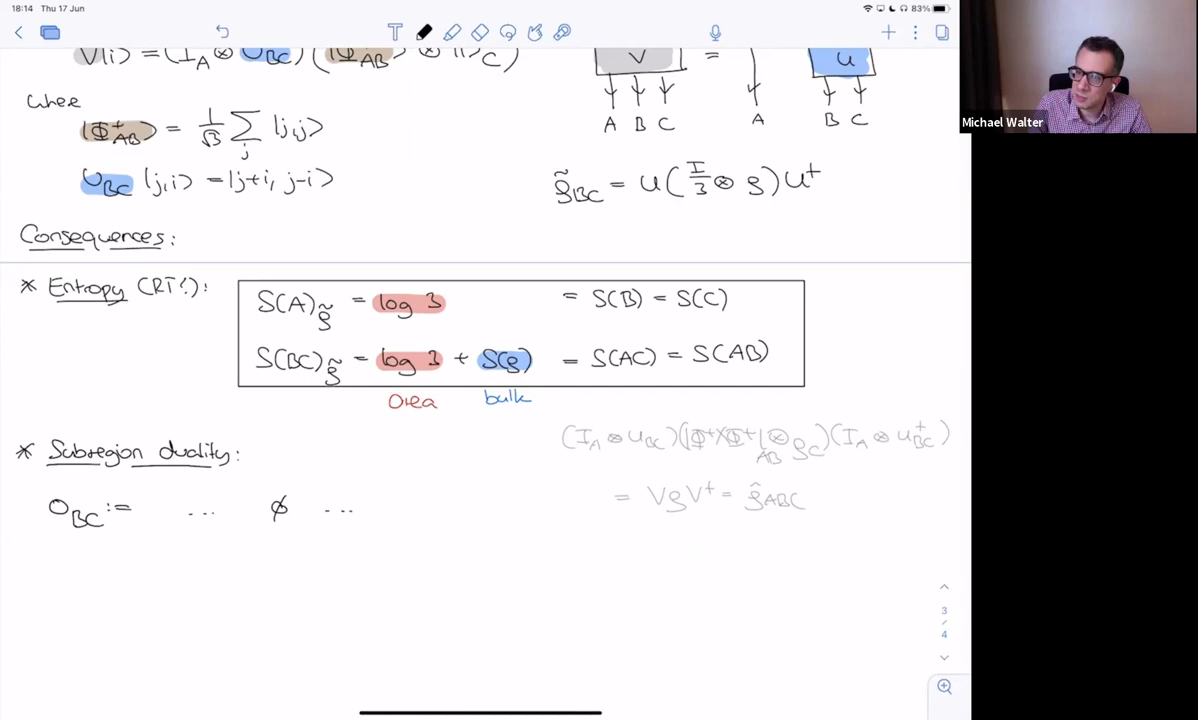 18:14 Thu 17 Jun
83%
V|i⟩ = (I_A ⊗ U_BC)(|Φ⁺_AB⟩ ⊗ |i⟩_C)
V = U
A B C A B C
where
|Φ⁺_AB⟩ = 1/√3 Σ_j |j,j⟩
U_BC |j,i⟩ = |j+i, j-i⟩
ρ̃_BC = U(I/3 ⊗ ρ)U†
Consequences:
* Entropy (RT!):
S(A)_ρ̃ = log 3 = S(B) = S(C)
S(BC)_ρ̃ = log 3 + S(ρ) = S(AC) = S(AB)
area bulk
* Subregion duality:
(I_A ⊗ U_BC)(|Φ⁺⟩⟨Φ⁺|_AB ⊗ ρ_C)(I_A ⊗ U†_BC)
= VρV† = ρ̂_ABC
O_BC := ... ϕ ...
3
/
4
Michael Walter